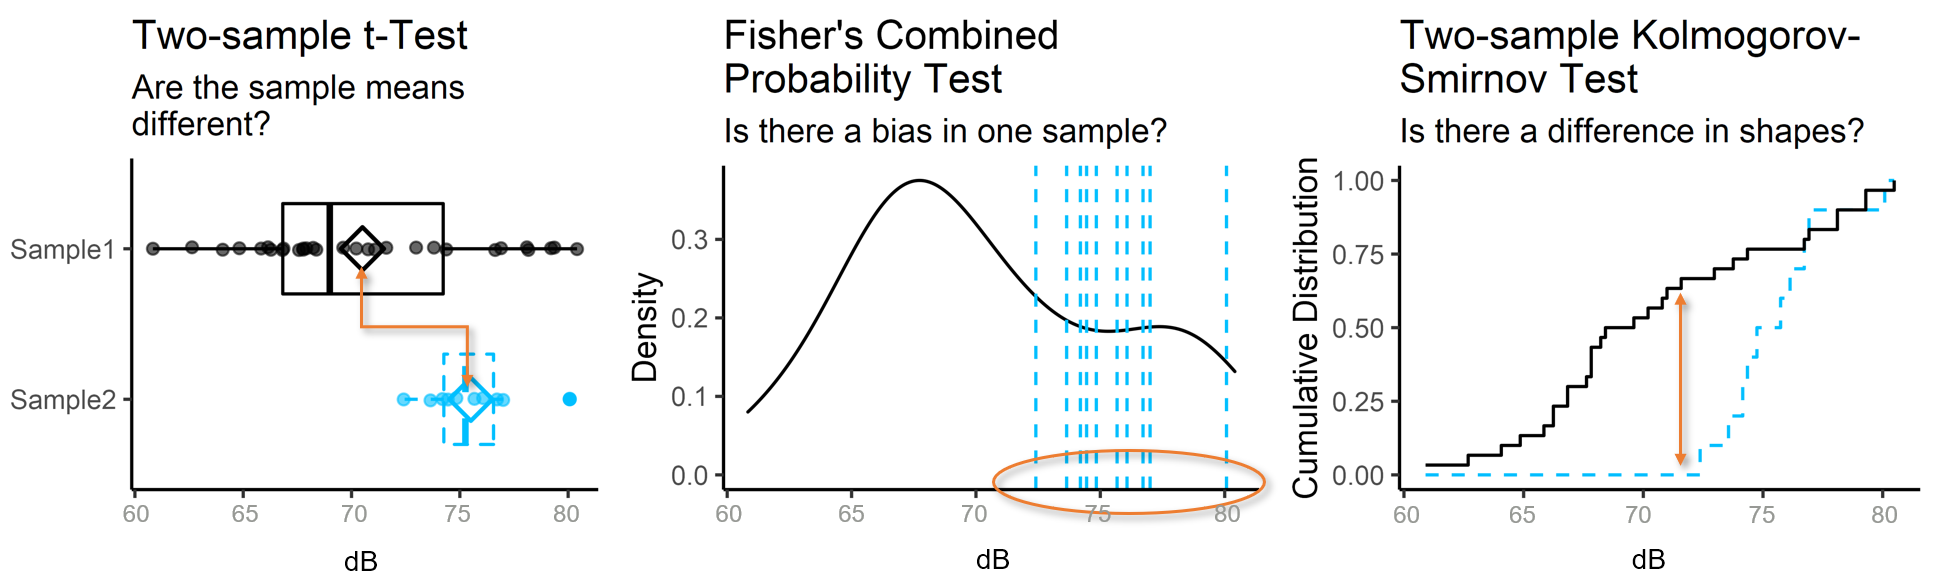 Two-sample t-Test
Are the sample means
different?
Sample1
Sample2
60 65 70 75 80
dB
Fisher's Combined
Probability Test
Is there a bias in one sample?
Density
0.3
0.2
0.1
0.0
60 65 70 75 80
dB
Two-sample Kolmogorov-
Smirnov Test
Is there a difference in shapes?
Cumulative Distribution
1.00
0.75
0.50
0.25
0.00
60 65 70 75 80
dB